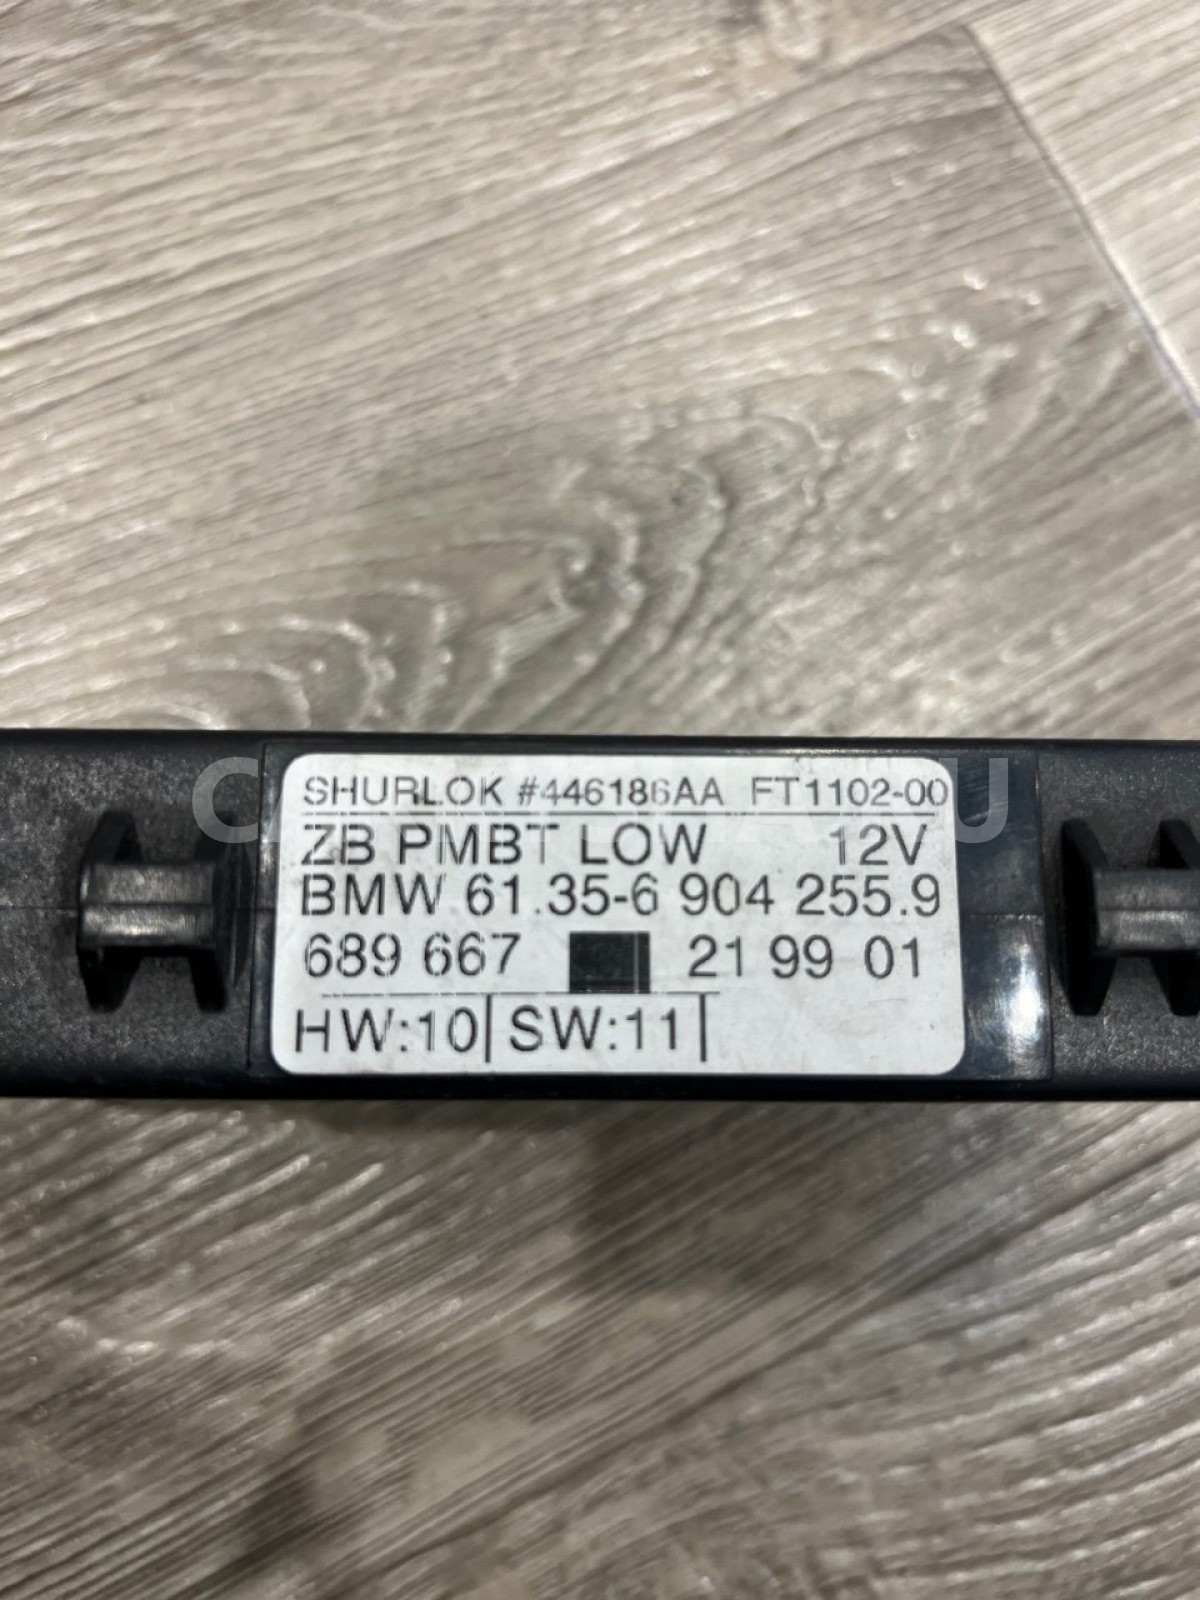 SHURLOK #446186AA FT1102-00
ZB PMBT LOW 12V
BMW 61.35-6 904 255.9
689 667 21 99 01
HW:10 SW:11